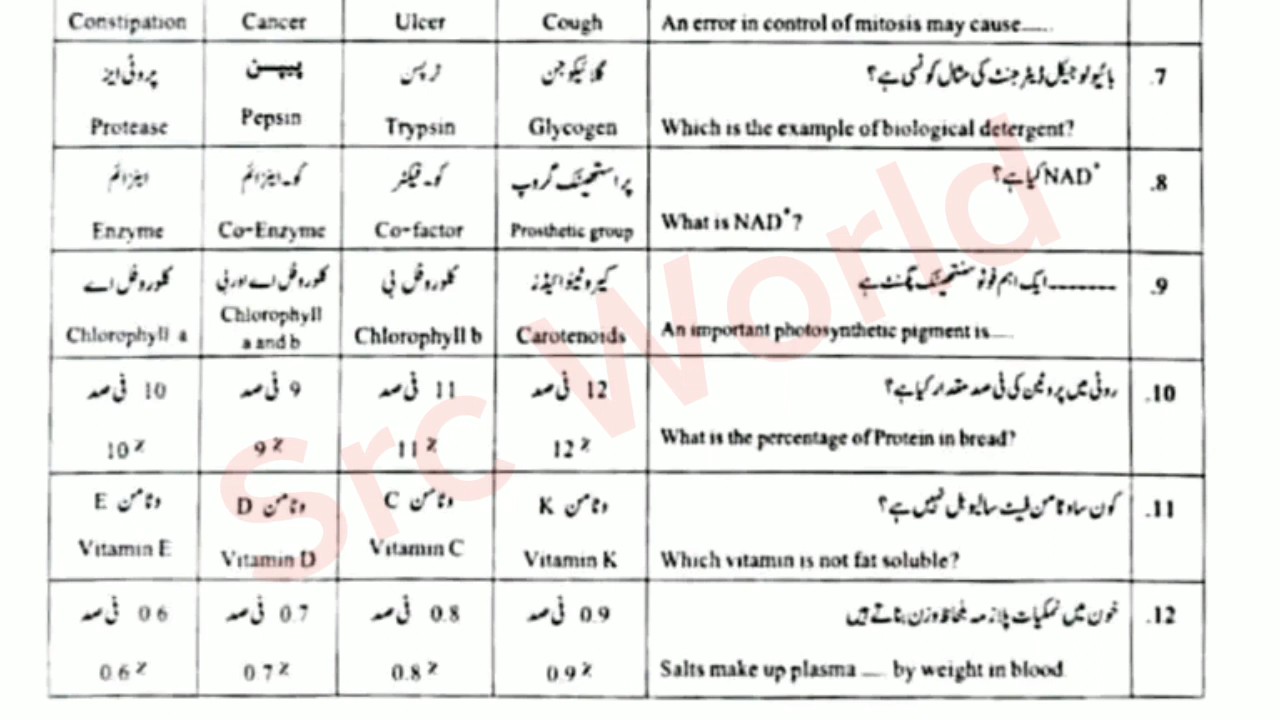 Constipation Cancer Ulcer Cough An error in control of mitosis may cause.....
پروٹی ایز پیپسن ٹرپسن گلائیکوجن بائیولوجیکل ڈیٹرجنٹ کی مثال کونسی ہے؟ .7
Protease Pepsin Trypsin Glycogen Which is the example of biological detergent?
اینزائم کو۔اینزائم کو۔فیکٹر پراستھیٹک گروپ NAD⁺ کیا ہے؟ .8
Enzyme Co-Enzyme Co-factor Prosthetic group What is NAD⁺?
کلوروفل اے کلوروفل اے اور بی کلوروفل بی کیروٹینوائیڈز ---------ایک اہم فوٹو سنتھیٹک پگمنٹ ہے .9
Chlorophyll a Chlorophyll a and b Chlorophyll b Carotenoids An important photosynthetic pigment is.....
10 فی صد 9 فی صد 11 فی صد 12 فی صد روٹی میں پروٹین کی فی صد مقدار کیا ہے؟ .10
10% 9% 11% 12% What is the percentage of Protein in bread?
وٹامن E وٹامن D وٹامن C وٹامن K کون سا وٹامن فیٹ سالیوبل نہیں ہے؟ .11
Vitamin E Vitamin D Vitamin C Vitamin K Which vitamin is not fat soluble?
0.6 فی صد 0.7 فی صد 0.8 فی صد 0.9 فی صد خون میں نمکیات پلازمہ بلحاظ وزن بناتے ہیں .12
0.6% 0.7% 0.8% 0.9% Salts make up plasma .... by weight in blood.
Src World